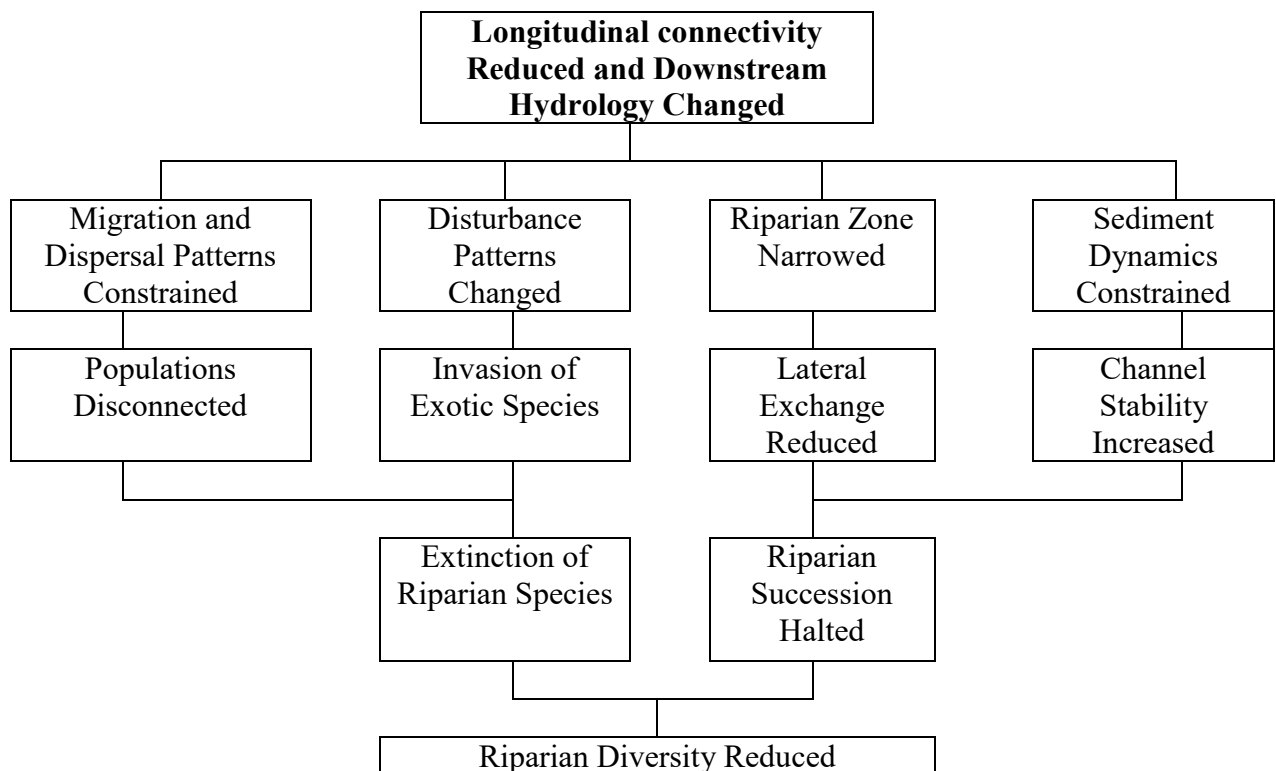 Longitudinal connectivity
Reduced and Downstream
Hydrology Changed
Migration and
Dispersal Patterns
Constrained
Disturbance
Patterns
Changed
Riparian Zone
Narrowed
Sediment
Dynamics
Constrained
Populations
Disconnected
Invasion of
Exotic Species
Lateral
Exchange
Reduced
Channel
Stability
Increased
Extinction of
Riparian Species
Riparian
Succession
Halted
Riparian Diversity Reduced